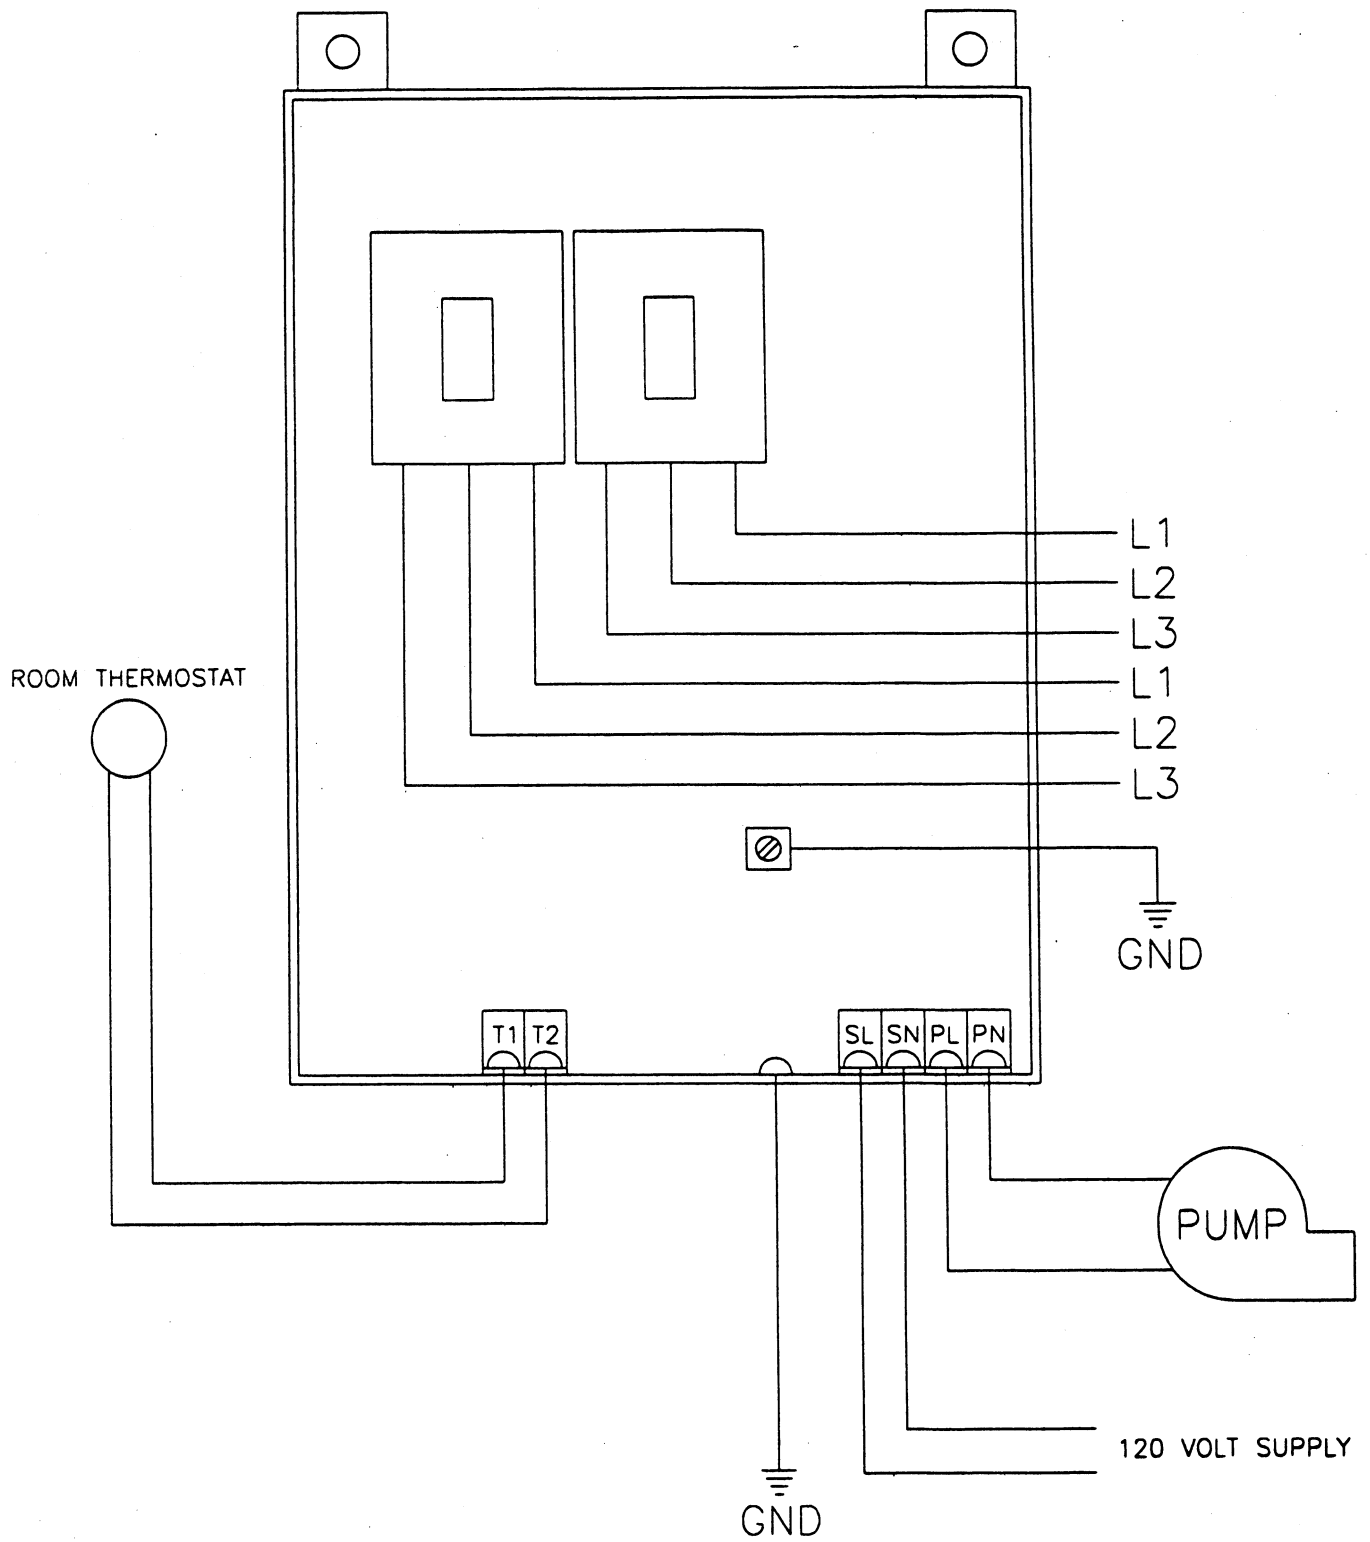 L1
L2
L3
ROOM THERMOSTAT
L1
L2
L3
GND
T1 T2
SL SN PL PN
PUMP
120 VOLT SUPPLY
GND